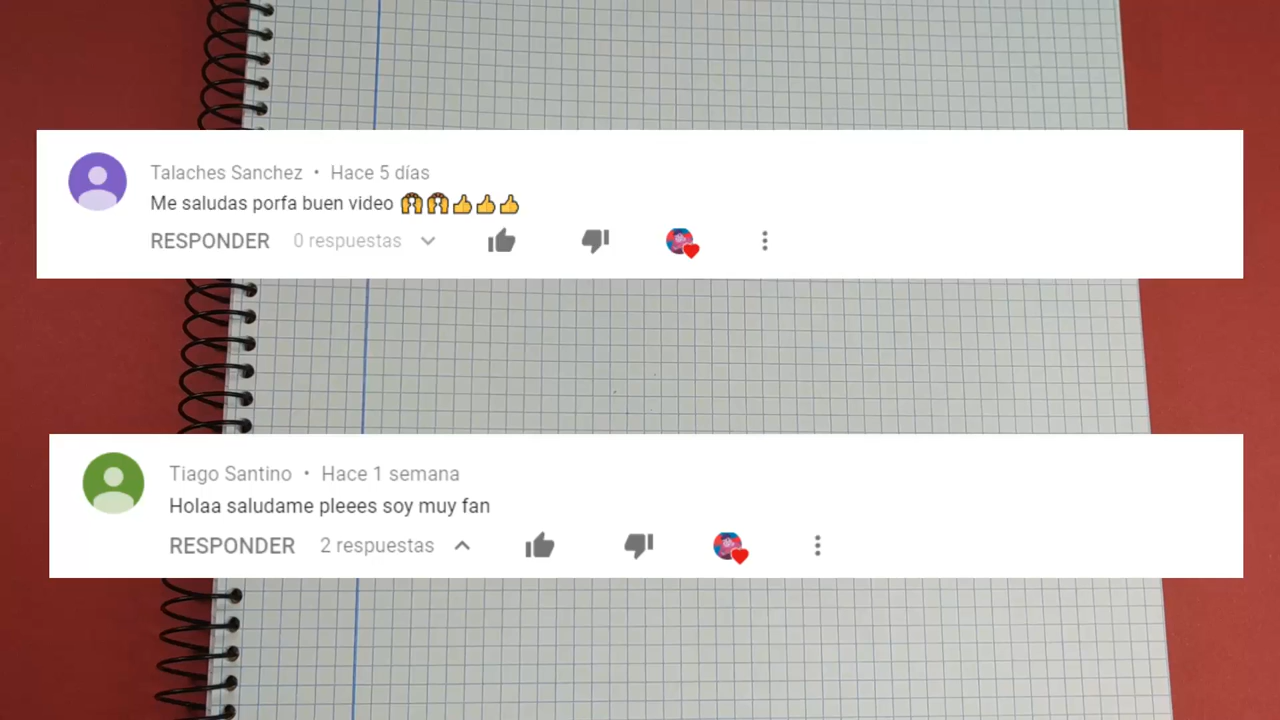 Talaches Sanchez • Hace 5 días
Me saludas porfa buen video 🙌🙌👍👍👍
RESPONDER 0 respuestas
Tiago Santino • Hace 1 semana
Holaa saludame pleees soy muy fan
RESPONDER 2 respuestas